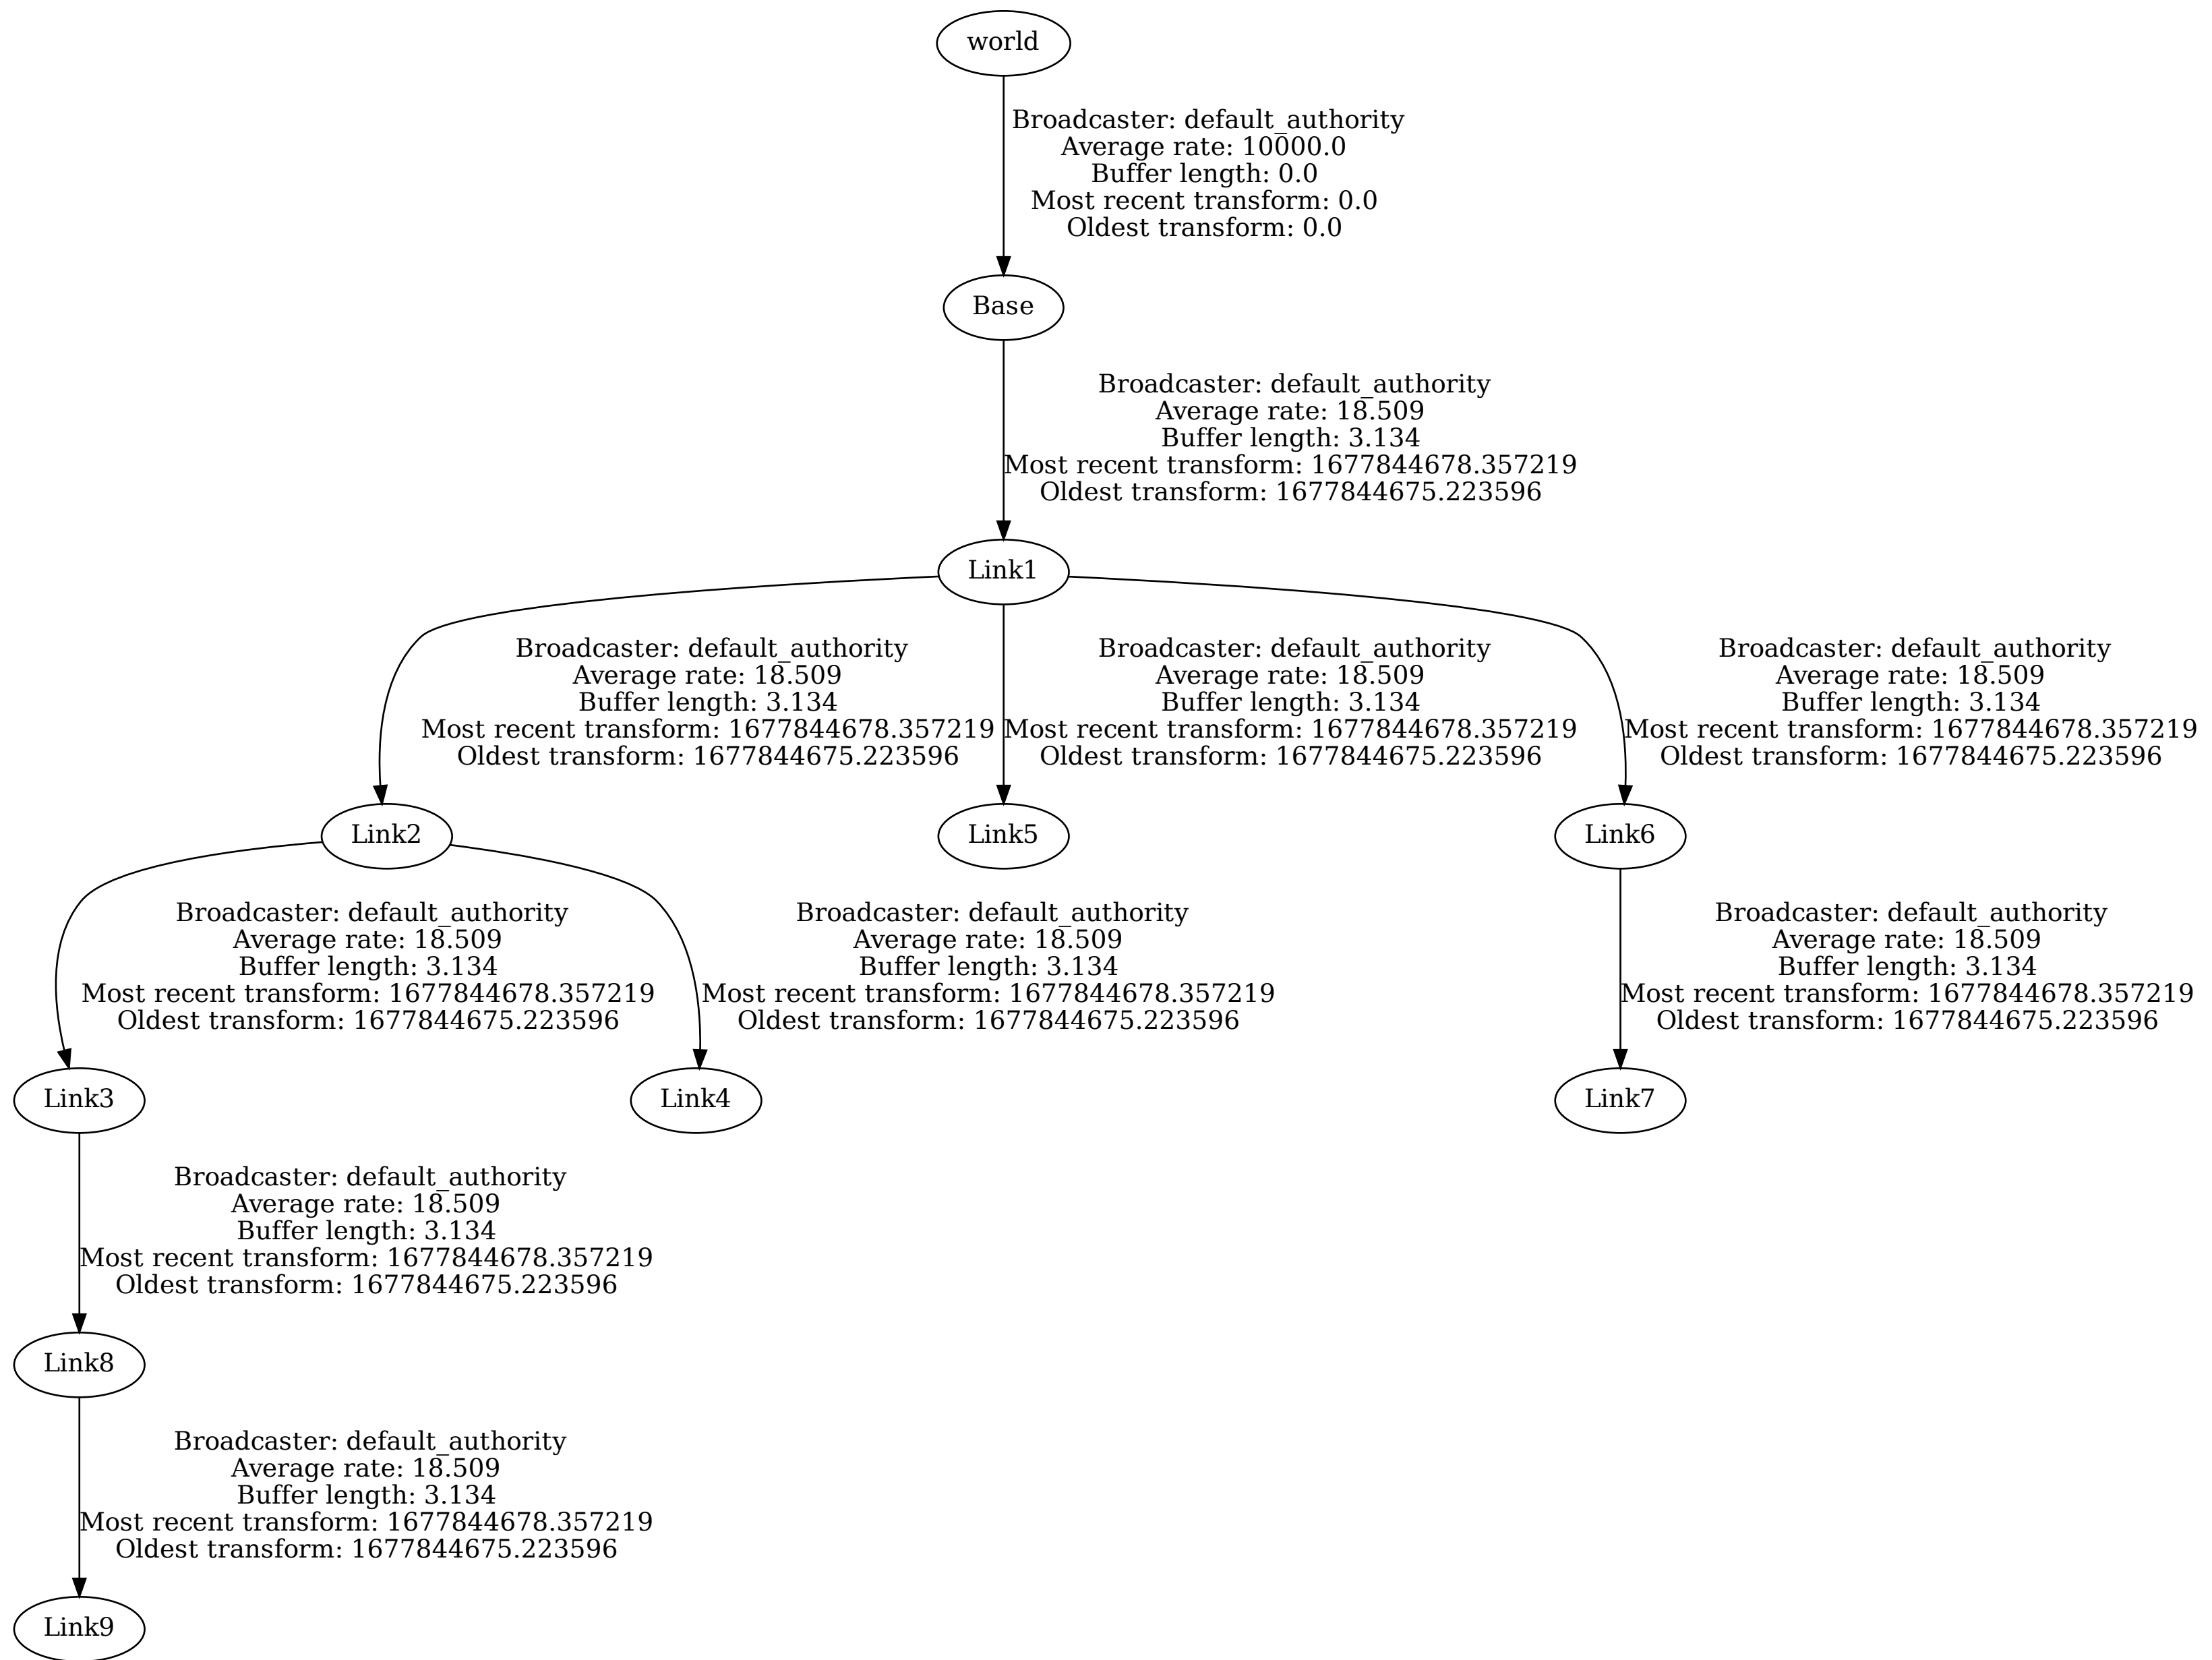 world
Broadcaster: default_authority
Average rate: 10000.0
Buffer length: 0.0
Most recent transform: 0.0
Oldest transform: 0.0
Base
Broadcaster: default_authority
Average rate: 18.509
Buffer length: 3.134
Most recent transform: 1677844678.357219
Oldest transform: 1677844675.223596
Link1
Broadcaster: default_authority
Average rate: 18.509
Buffer length: 3.134
Most recent transform: 1677844678.357219
Oldest transform: 1677844675.223596
Broadcaster: default_authority
Average rate: 18.509
Buffer length: 3.134
Most recent transform: 1677844678.357219
Oldest transform: 1677844675.223596
Broadcaster: default_authority
Average rate: 18.509
Buffer length: 3.134
Most recent transform: 1677844678.357219
Oldest transform: 1677844675.223596
Link2
Link5
Link6
Broadcaster: default_authority
Average rate: 18.509
Buffer length: 3.134
Most recent transform: 1677844678.357219
Oldest transform: 1677844675.223596
Broadcaster: default_authority
Average rate: 18.509
Buffer length: 3.134
Most recent transform: 1677844678.357219
Oldest transform: 1677844675.223596
Broadcaster: default_authority
Average rate: 18.509
Buffer length: 3.134
Most recent transform: 1677844678.357219
Oldest transform: 1677844675.223596
Link3
Link4
Link7
Broadcaster: default_authority
Average rate: 18.509
Buffer length: 3.134
Most recent transform: 1677844678.357219
Oldest transform: 1677844675.223596
Link8
Broadcaster: default_authority
Average rate: 18.509
Buffer length: 3.134
Most recent transform: 1677844678.357219
Oldest transform: 1677844675.223596
Link9